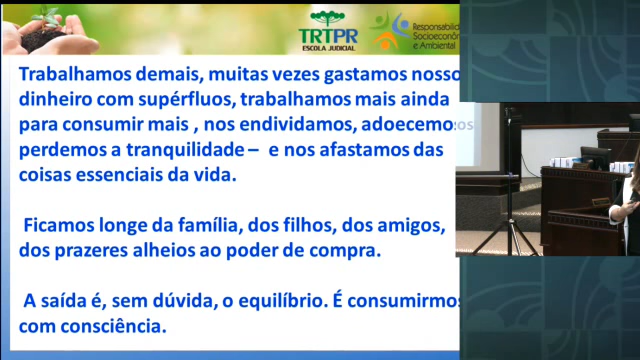 TRTPR
ESCOLA JUDICIAL
Responsabilid
Socioeconôm
e Ambiental
Trabalhamos demais, muitas vezes gastamos nosso
dinheiro com supérfluos, trabalhamos mais ainda
para consumir mais , nos endividamos, adoecemos
perdemos a tranquilidade – e nos afastamos das
coisas essenciais da vida.
Ficamos longe da família, dos filhos, dos amigos,
dos prazeres alheios ao poder de compra.
A saída é, sem dúvida, o equilíbrio. É consumirmos
com consciência.